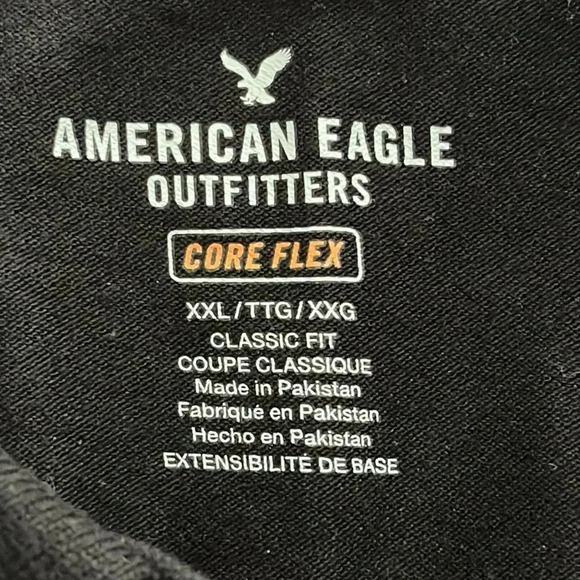 AMERICAN EAGLE
OUTFITTERS
CORE FLEX
XXL/TTG/XXG
CLASSIC FIT
COUPE CLASSIQUE
Made in Pakistan
Fabriqué en Pakistan
Hecho en Pakistan
EXTENSIBILITÉ DE BASE